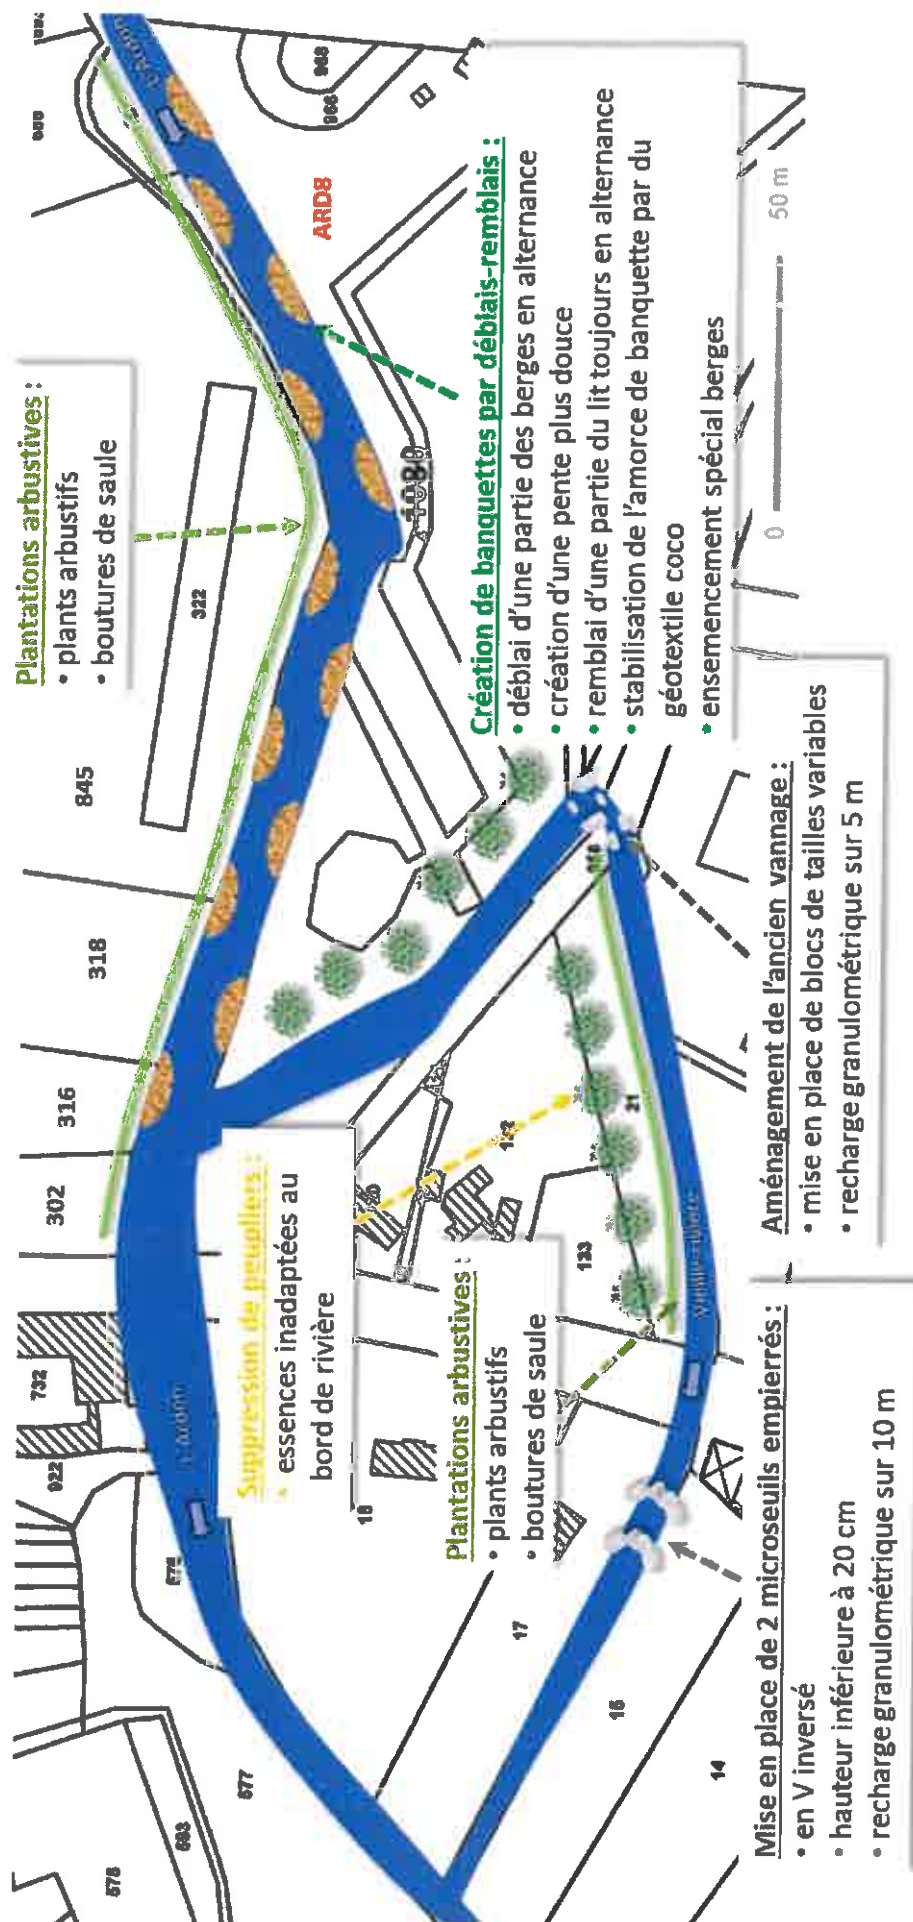 Plantations arbustives :
• plants arbustifs
• boutures de saule
Création de banquettes par déblais-remblais :
• déblai d'une partie des berges en alternance
• création d'une pente plus douce
• remblai d'une partie du lit toujours en alternance
• stabilisation de l'amorce de banquette par du
géotextile coco
• ensemencement spécial berges
Suppression de peupliers :
• essences inadaptées au
bord de rivière
Plantations arbustives :
• plants arbustifs
• boutures de saule
Aménagement de l'ancien vannage :
• mise en place de blocs de tailles variables
• recharge granulométrique sur 5 m
Mise en place de 2 microseuils empierrés :
• en V inversé
• hauteur inférieure à 20 cm
• recharge granulométrique sur 10 m
ARD8
0
50 m
302
316
318
845
322
732
922
577
578
17
14
133
21
968